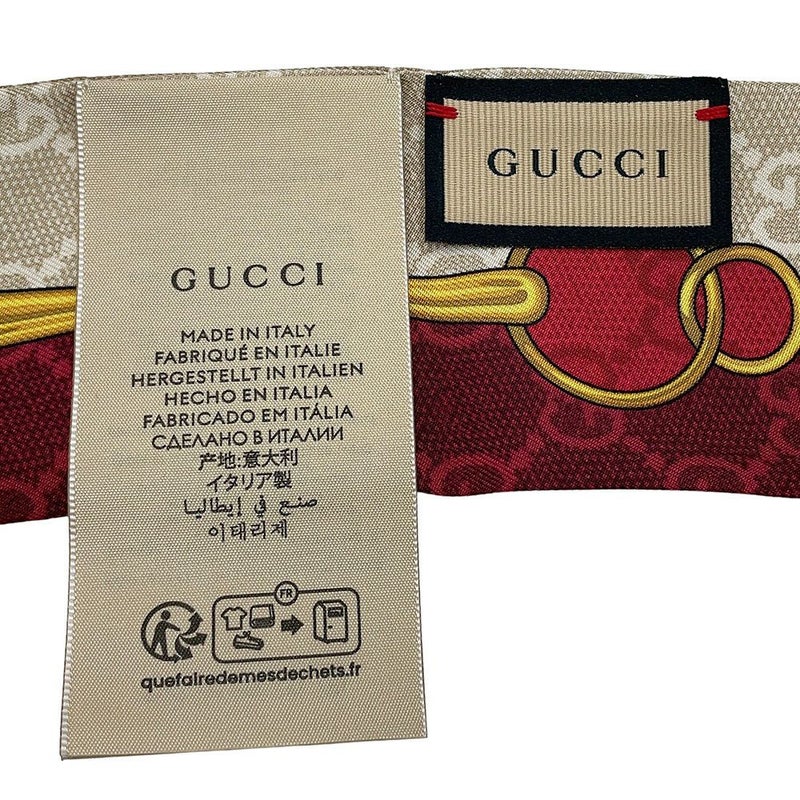 GUCCI
GUCCI
MADE IN ITALY
FABRIQUÉ EN ITALIE
HERGESTELLT IN ITALIEN
HECHO EN ITALIA
FABRICADO EM ITÁLIA
СДЕЛАНО В ИТАЛИИ
产地:意大利
イタリア製
صنع في إيطاليا
이태리제
FR
quefairedemesdechets.fr